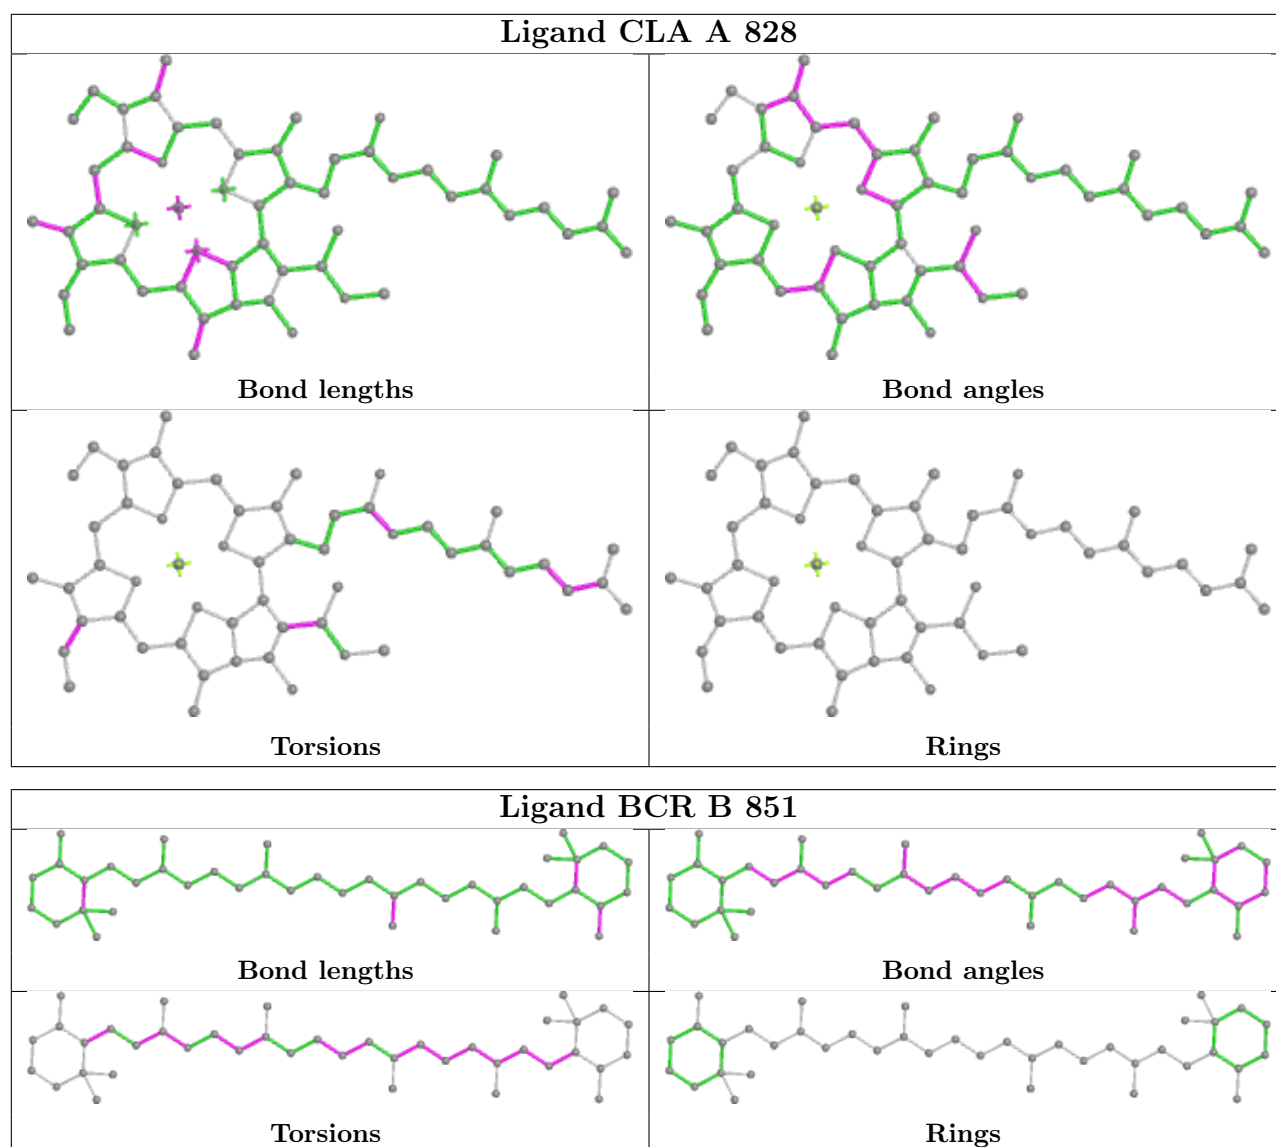 Ligand CLA A 828
Bond lengths
Bond angles
Torsions
Rings
Ligand BCR B 851
Bond lengths
Bond angles
Torsions
Rings